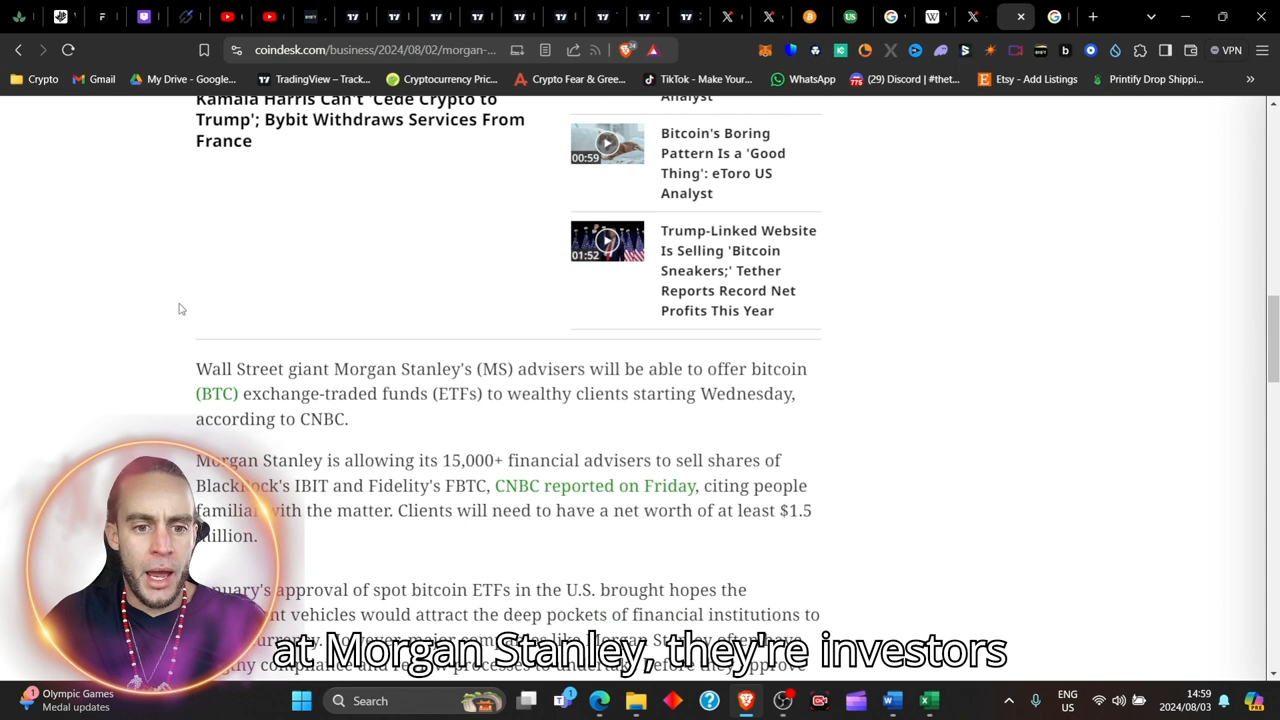 coindesk.com/business/2024/08/02/morgan-...
24
VPN
Crypto
Gmail
My Drive - Google...
TradingView – Track...
Cryptocurrency Pric...
Crypto Fear & Gree...
TikTok - Make Your...
WhatsApp
(29) Discord | #thet...
Etsy - Add Listings
Printify Drop Shippi...
»
Kamala Harris Can't 'Cede Crypto to
Trump'; Bybit Withdraws Services From
France
Analyst
00:59
Bitcoin's Boring
Pattern Is a 'Good
Thing': eToro US
Analyst
01:52
Trump-Linked Website
Is Selling 'Bitcoin
Sneakers;' Tether
Reports Record Net
Profits This Year
Wall Street giant Morgan Stanley's (MS) advisers will be able to offer bitcoin
(BTC) exchange-traded funds (ETFs) to wealthy clients starting Wednesday,
according to CNBC.
Morgan Stanley is allowing its 15,000+ financial advisers to sell shares of
BlackRock's IBIT and Fidelity's FBTC, CNBC reported on Friday, citing people
familiar with the matter. Clients will need to have a net worth of at least $1.5
million.
approval of spot bitcoin ETFs in the U.S. brought hopes the
vehicles would attract the deep pockets of financial institutions to
at Morgan Stanley, they're investors
Olympic Games
Medal updates
Search
ENG
US
14:59
2024/08/03